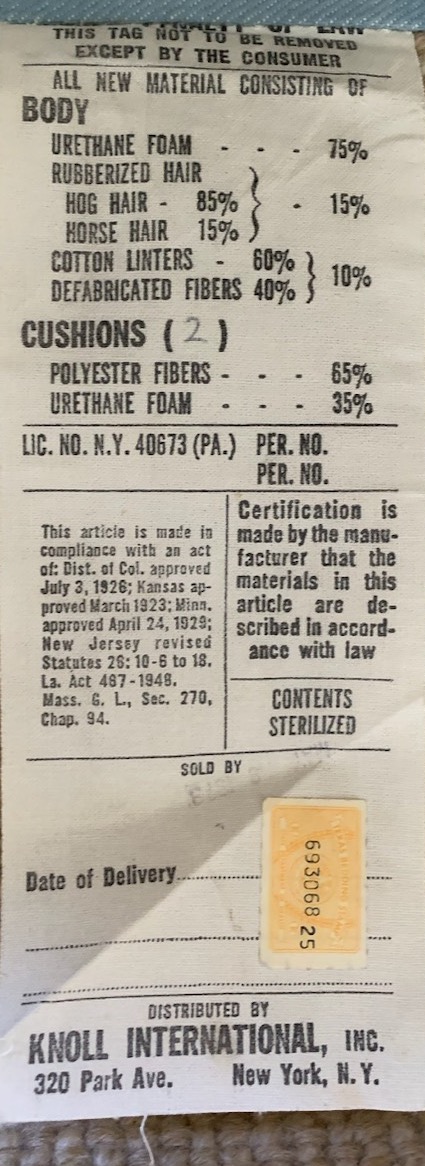 PENALTY OF LAW
THIS TAG NOT TO BE REMOVED
EXCEPT BY THE CONSUMER
ALL NEW MATERIAL CONSISTING OF
BODY
URETHANE FOAM - - - 75%
RUBBERIZED HAIR
HOG HAIR - 85% } - 15%
HORSE HAIR 15%
COTTON LINTERS - 60% } 10%
DEFABRICATED FIBERS 40%
CUSHIONS (2)
POLYESTER FIBERS - - - 65%
URETHANE FOAM - - - 35%
LIC. NO. N.Y. 40673 (PA.) PER. NO.
PER. NO.
This article is made in
compliance with an act
of: Dist. of Col. approved
July 3, 1926; Kansas ap-
proved March 1923; Minn.
approved April 24, 1929;
New Jersey revised
Statutes 26: 10-6 to 18.
La. Act 467-1948.
Mass. G. L., Sec. 270,
Chap. 94.
Certification is
made by the manu-
facturer that the
materials in this
article are de-
scribed in accord-
ance with law
CONTENTS
STERILIZED
SOLD BY
Date of Delivery
693068 25
DISTRIBUTED BY
KNOLL INTERNATIONAL, INC.
320 Park Ave. New York, N.Y.